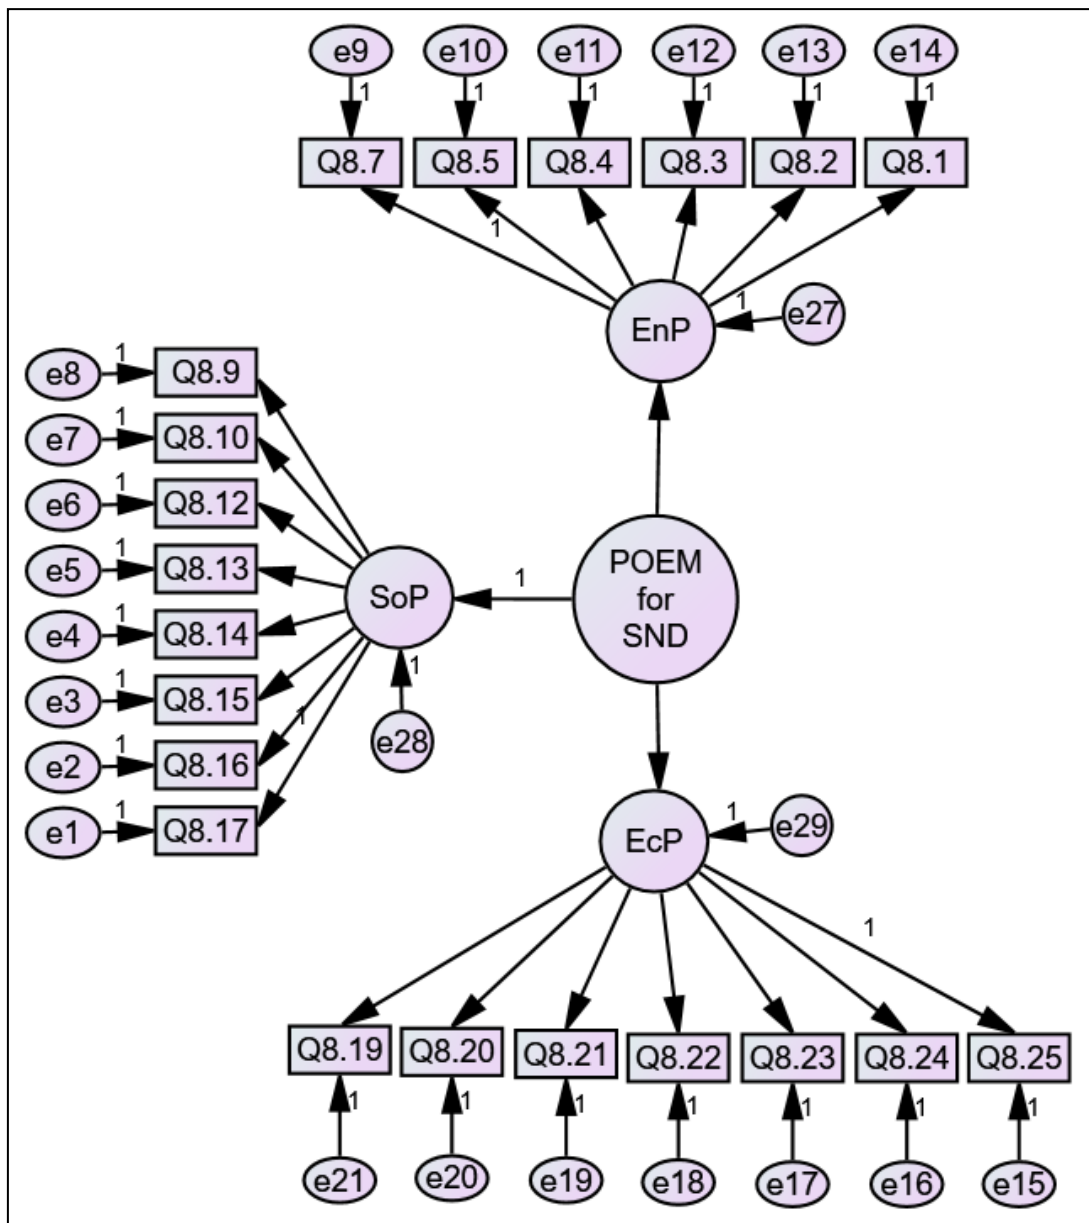 e9 e10 e11 e12 e13 e14
1 1 1 1 1 1
Q8.7 Q8.5 Q8.4 Q8.3 Q8.2 Q8.1
1
EnP 1 e27
e8 1 Q8.9
e7 1 Q8.10
e6 1 Q8.12
e5 1 Q8.13
e4 1 Q8.14
e3 1 Q8.15
e2 1 Q8.16
e1 1 Q8.17
1
SoP
1
POEM
for
SND
1
e28
EcP 1 e29
1
Q8.19 Q8.20 Q8.21 Q8.22 Q8.23 Q8.24 Q8.25
1 1 1 1 1 1 1
e21 e20 e19 e18 e17 e16 e15